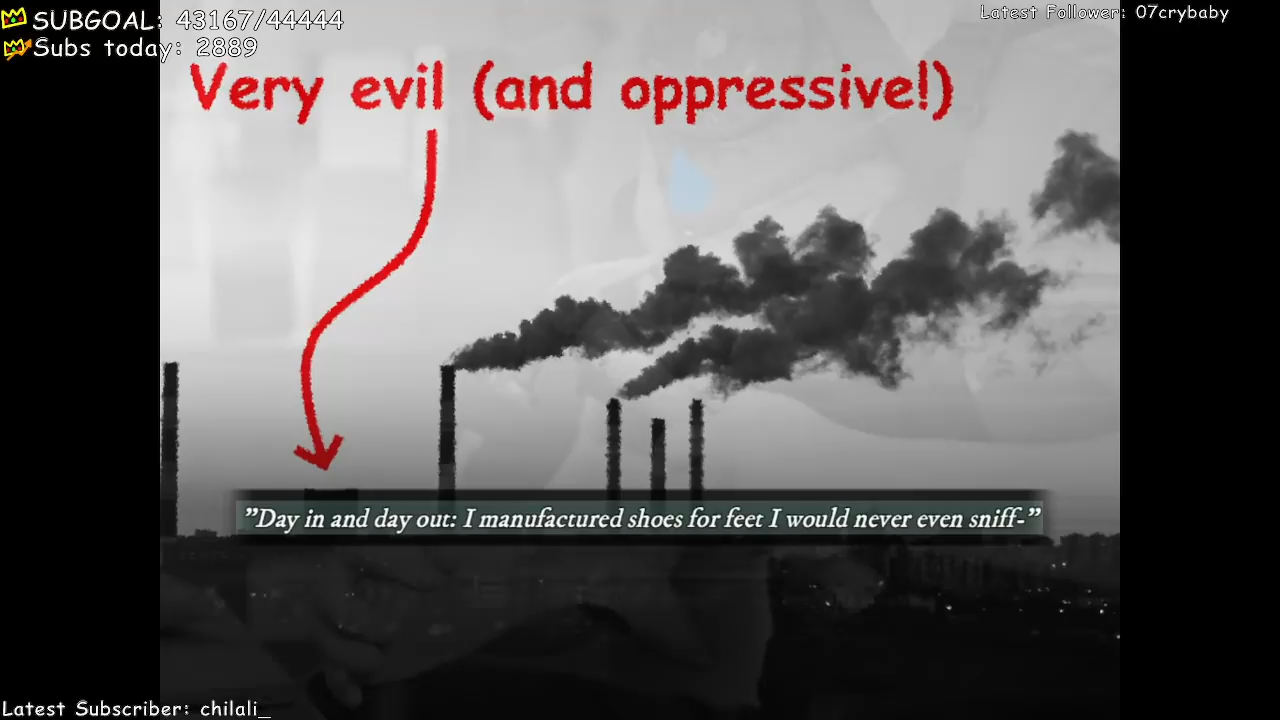 SUBGOAL: 43167/44444
Subs today: 2889
Latest Follower: 07crybaby
Very evil (and oppressive!)
"Day in and day out: I manufactured shoes for feet I would never even sniff-"
Latest Subscriber: chilali_